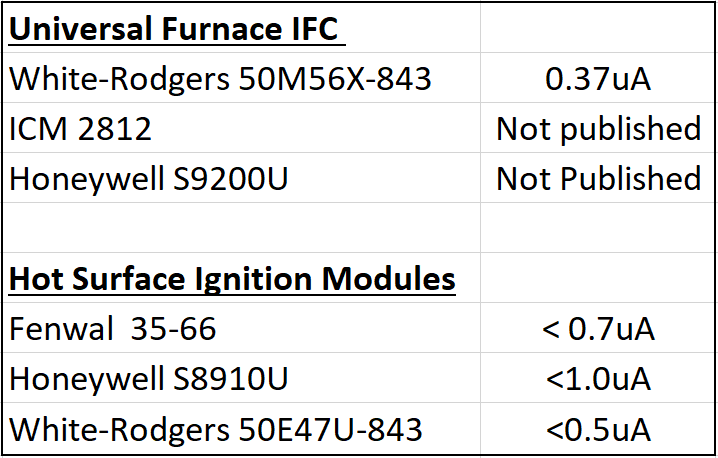 Universal Furnace IFC
White-Rodgers 50M56X-843 0.37uA
ICM 2812 Not published
Honeywell S9200U Not Published
Hot Surface Ignition Modules
Fenwal 35-66 < 0.7uA
Honeywell S8910U <1.0uA
White-Rodgers 50E47U-843 <0.5uA